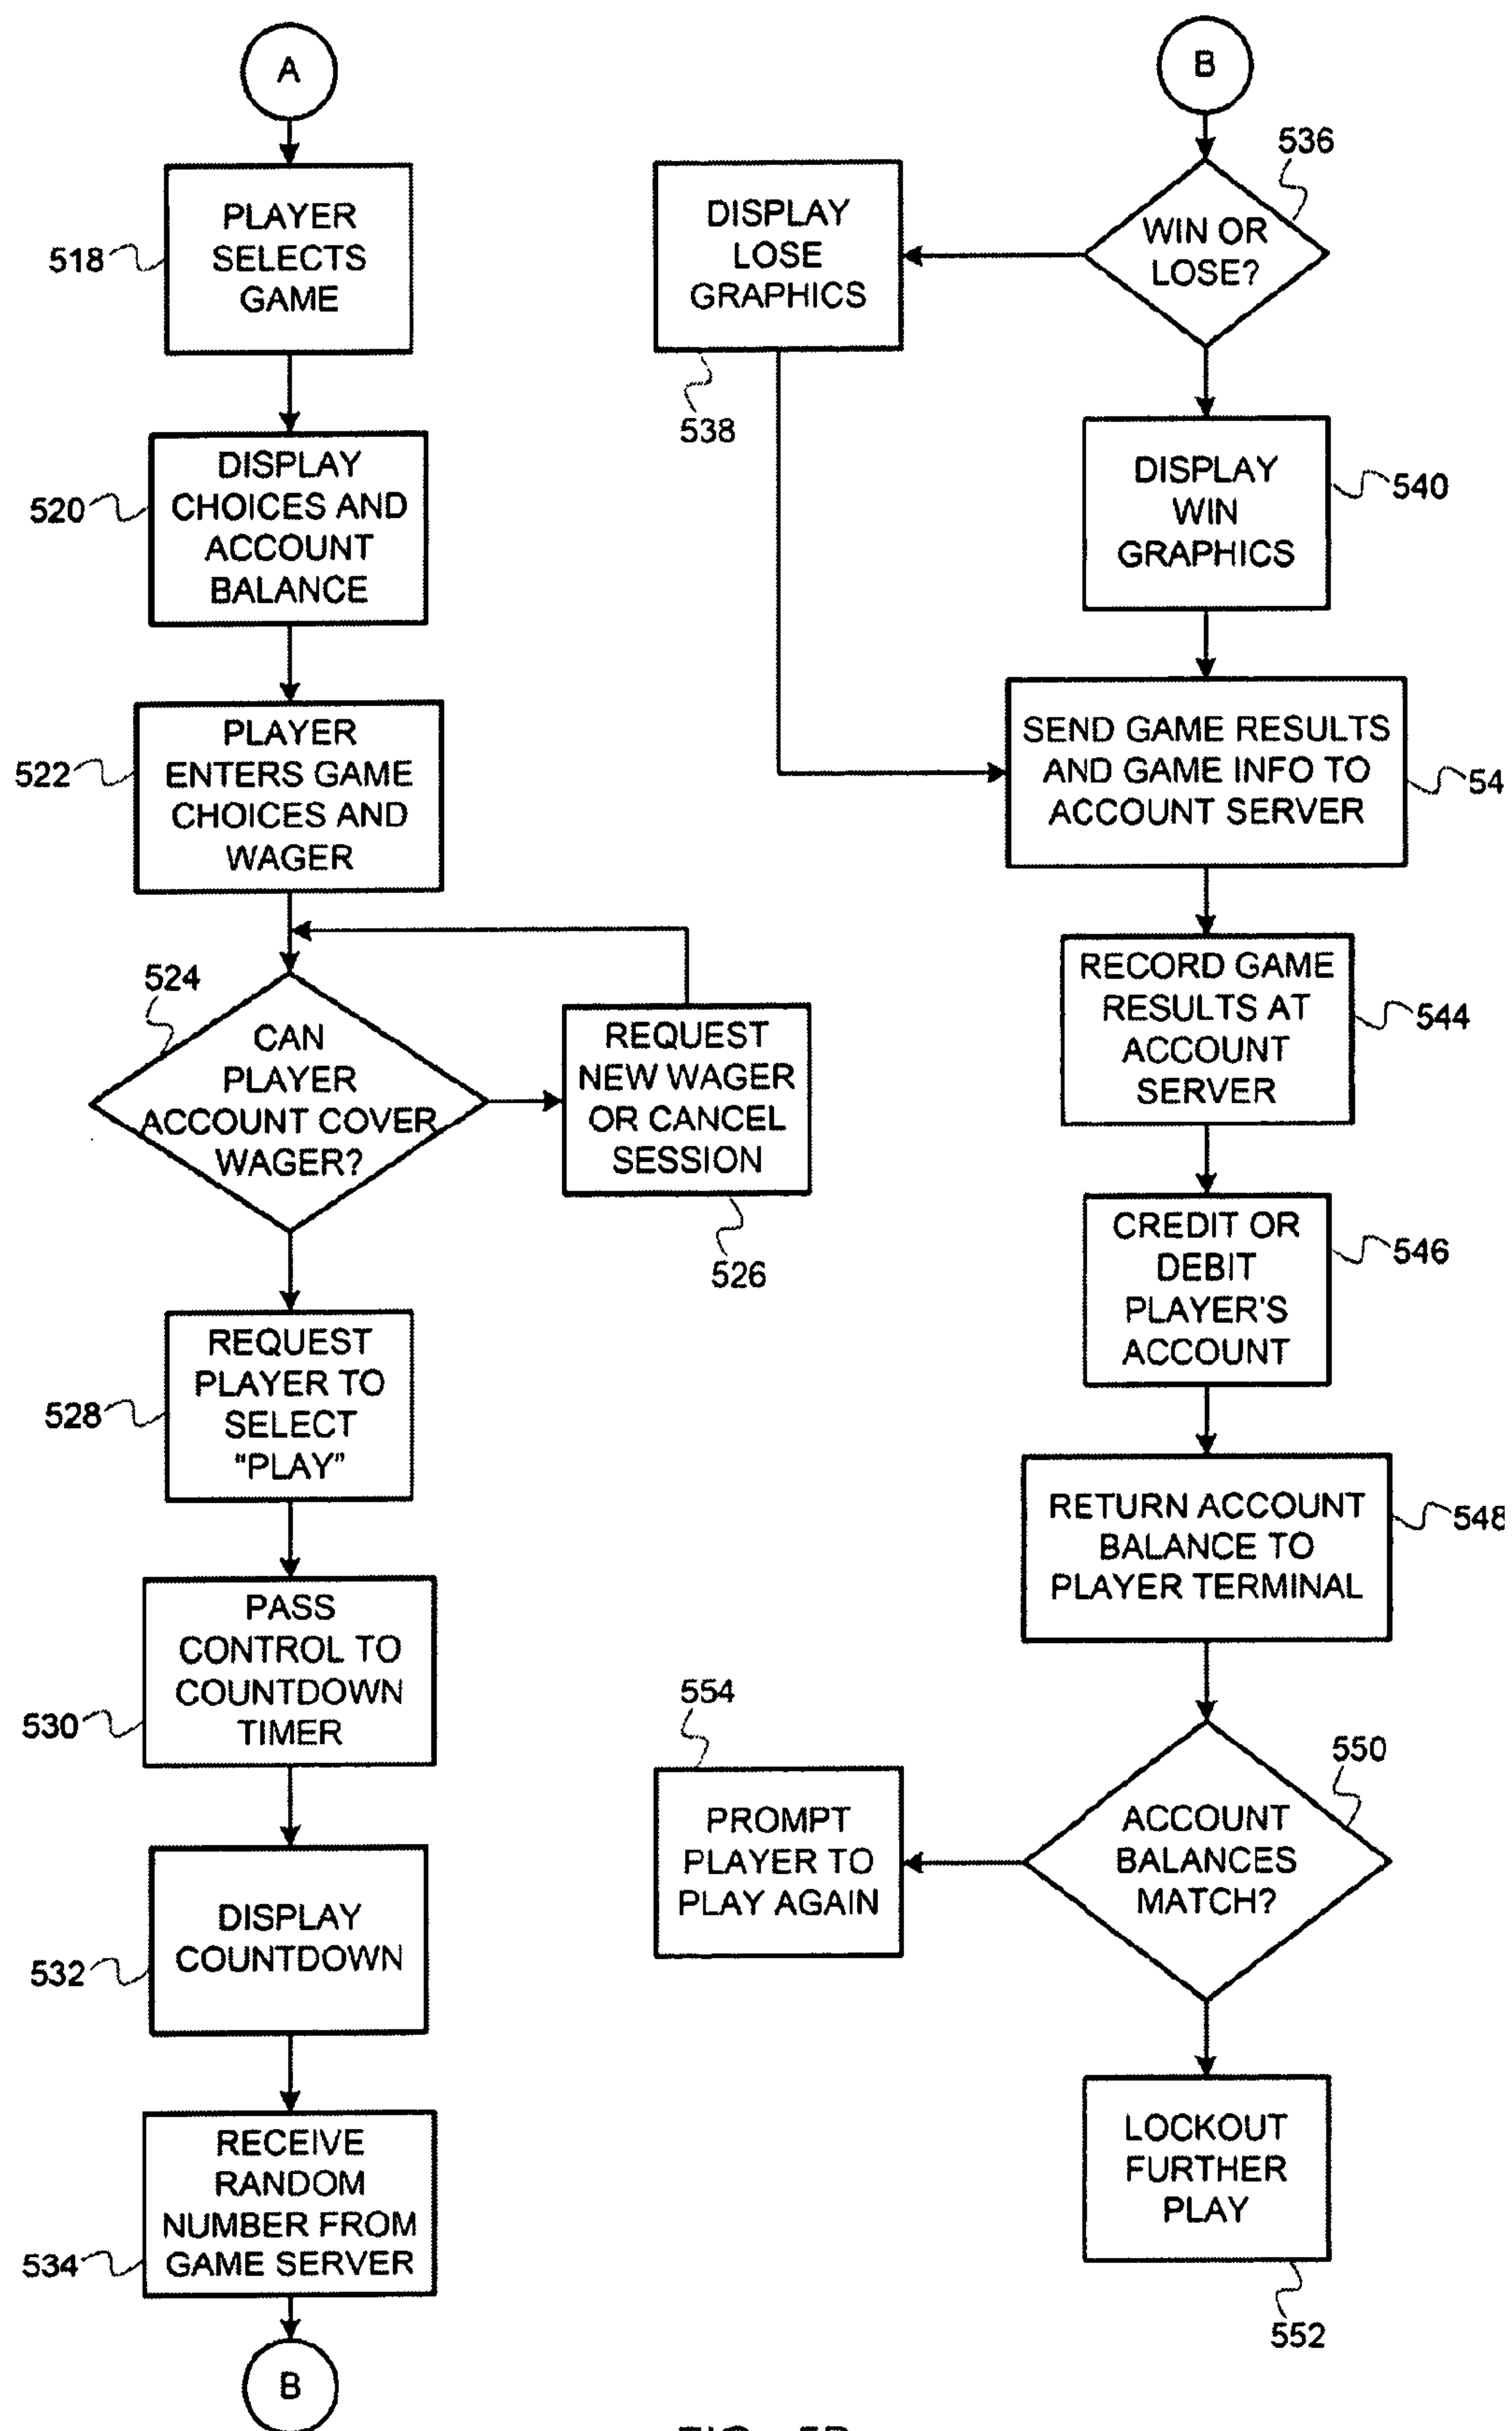 A
PLAYER
SELECTS
GAME
518
DISPLAY
CHOICES AND
ACCOUNT
BALANCE
520
PLAYER
ENTERS GAME
CHOICES AND
WAGER
522
524
CAN
PLAYER
ACCOUNT COVER
WAGER?
REQUEST
NEW WAGER
OR CANCEL
SESSION
526
REQUEST
PLAYER TO
SELECT
“PLAY”
528
PASS
CONTROL TO
COUNTDOWN
TIMER
530
DISPLAY
COUNTDOWN
532
RECEIVE
RANDOM
NUMBER FROM
GAME SERVER
534
B
B
536
WIN OR
LOSE?
DISPLAY
LOSE
GRAPHICS
538
DISPLAY
WIN
GRAPHICS
540
SEND GAME RESULTS
AND GAME INFO TO
ACCOUNT SERVER
54
RECORD GAME
RESULTS AT
ACCOUNT
SERVER
544
CREDIT OR
DEBIT
PLAYER'S
ACCOUNT
546
RETURN ACCOUNT
BALANCE TO
PLAYER TERMINAL
548
550
ACCOUNT
BALANCES
MATCH?
554
PROMPT
PLAYER TO
PLAY AGAIN
LOCKOUT
FURTHER
PLAY
552